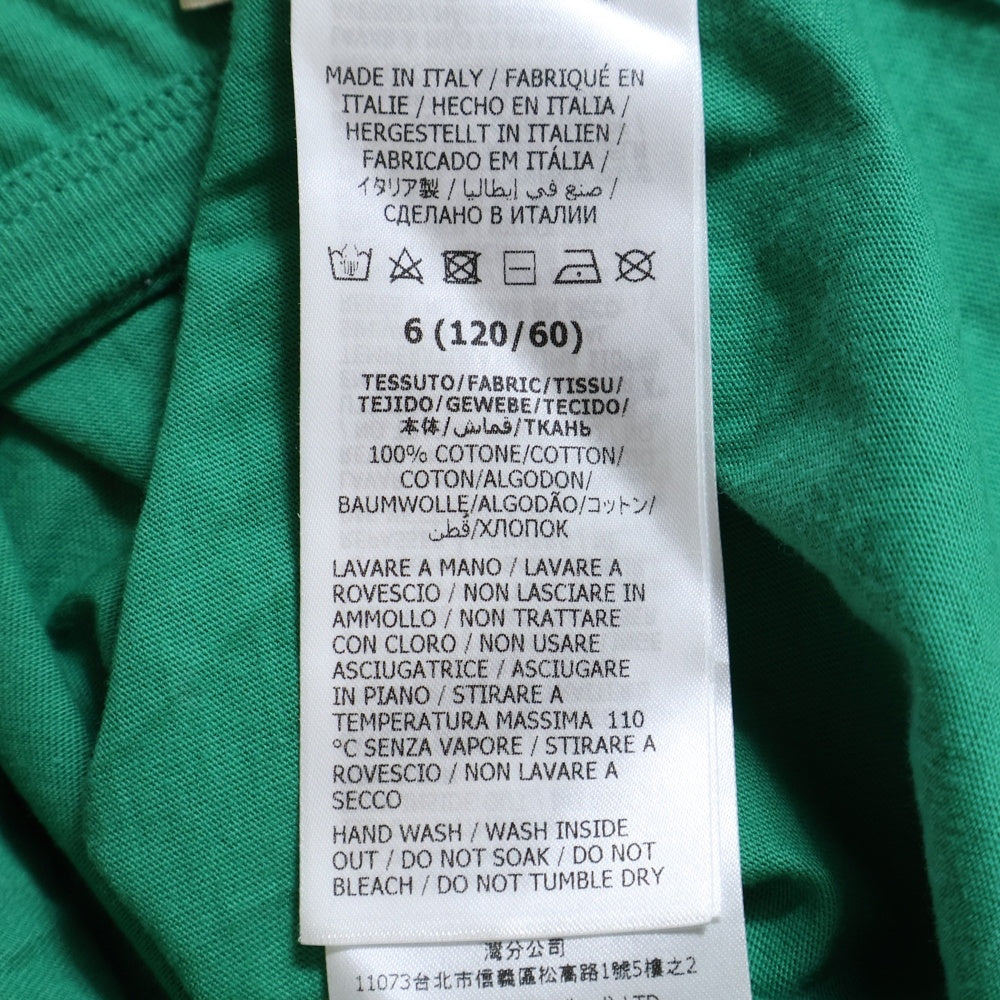 MADE IN ITALY / FABRIQUÉ EN
ITALIE / HECHO EN ITALIA /
HERGESTELLT IN ITALIEN /
FABRICADO EM ITÁLIA /
イタリア製 / صنع في إيطاليا /
СДЕЛАНО В ИТАЛИИ
6 (120/60)
TESSUTO/FABRIC/TISSU/
TEJIDO/GEWEBE/TECIDO/
本体/قماش/ТКАНЬ
100% COTONE/COTTON/
COTON/ALGODON/
BAUMWOLLE/ALGODÃO/コットン/
قُطن/ХЛОПОК
LAVARE A MANO / LAVARE A
ROVESCIO / NON LASCIARE IN
AMMOLLO / NON TRATTARE
CON CLORO / NON USARE
ASCIUGATRICE / ASCIUGARE
IN PIANO / STIRARE A
TEMPERATURA MASSIMA 110
°C SENZA VAPORE / STIRARE A
ROVESCIO / NON LAVARE A
SECCO
HAND WASH / WASH INSIDE
OUT / DO NOT SOAK / DO NOT
BLEACH / DO NOT TUMBLE DRY
灣分公司
11073台北市信義區松高路1號5樓之2
LTD